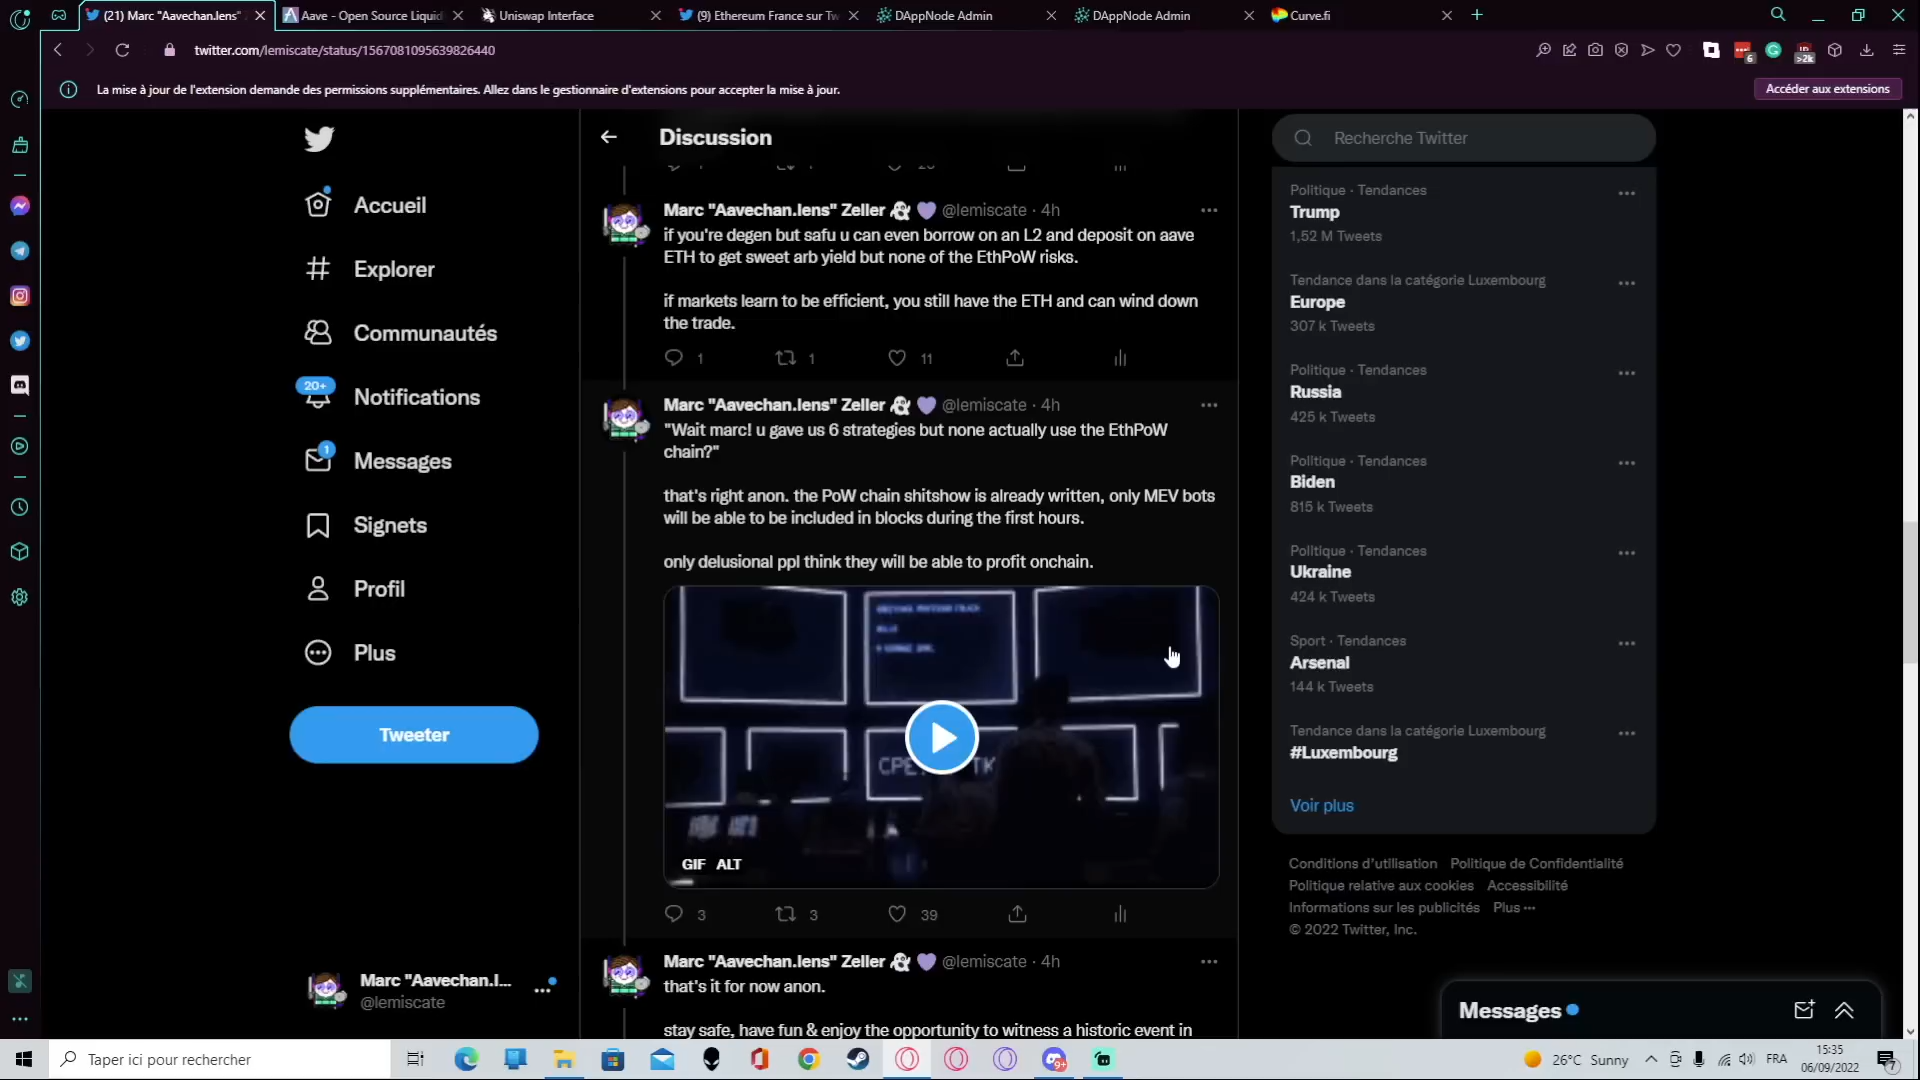 (21) Marc "Aavechan.lens"
Aave - Open Source Liquid
Uniswap Interface
(9) Ethereum France sur Tw
DAppNode Admin
DAppNode Admin
Curve.fi
twitter.com/lemiscate/status/1567081095639826440
6
>2k
La mise à jour de l'extension demande des permissions supplémentaires. Allez dans le gestionnaire d'extensions pour accepter la mise à jour.
Accéder aux extensions
Accueil
Explorer
Communautés
20+
Notifications
1
Messages
Signets
Profil
Plus
Tweeter
Marc "Aavechan.l...
@lemiscate
Discussion
Marc "Aavechan.lens" Zeller @lemiscate · 4h
if you're degen but safu u can even borrow on an L2 and deposit on aave
ETH to get sweet arb yield but none of the EthPoW risks.
if markets learn to be efficient, you still have the ETH and can wind down
the trade.
1 1 11
Marc "Aavechan.lens" Zeller @lemiscate · 4h
"Wait marc! u gave us 6 strategies but none actually use the EthPoW
chain?"
that's right anon. the PoW chain shitshow is already written, only MEV bots
will be able to be included in blocks during the first hours.
only delusional ppl think they will be able to profit onchain.
GIF ALT
3 3 39
Marc "Aavechan.lens" Zeller @lemiscate · 4h
that's it for now anon.
stay safe, have fun & enjoy the opportunity to witness a historic event in
Recherche Twitter
Politique · Tendances
Trump
1,52 M Tweets
Tendance dans la catégorie Luxembourg
Europe
307 k Tweets
Politique · Tendances
Russia
425 k Tweets
Politique · Tendances
Biden
815 k Tweets
Politique · Tendances
Ukraine
424 k Tweets
Sport · Tendances
Arsenal
144 k Tweets
Tendance dans la catégorie Luxembourg
#Luxembourg
Voir plus
Conditions d'utilisation Politique de Confidentialité
Politique relative aux cookies Accessibilité
Informations sur les publicités Plus ···
© 2022 Twitter, Inc.
Messages
Taper ici pour rechercher
9+
26°C Sunny
FRA
15:35
06/09/2022
7